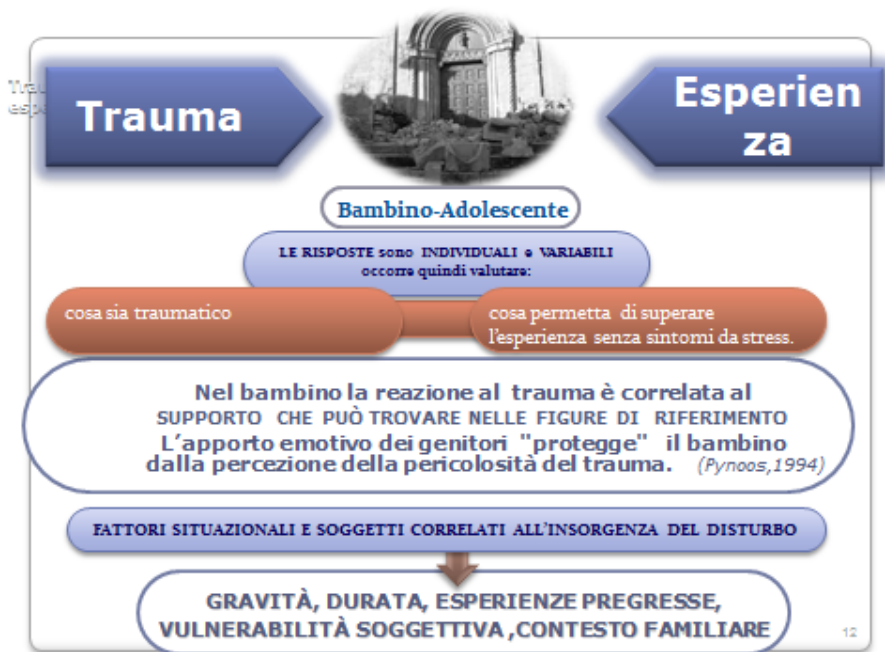 Trauma
Esperien
za
Bambino-Adolescente
LE RISPOSTE sono INDIVIDUALI e VARIABILI
occorre quindi valutare:
cosa sia traumatico
cosa permetta di superare
l'esperienza senza sintomi da stress.
Nel bambino la reazione al trauma è correlata al
SUPPORTO CHE PUÒ TROVARE NELLE FIGURE DI RIFERIMENTO
L'apporto emotivo dei genitori "protegge" il bambino
dalla percezione della pericolosità del trauma. (Pynoos,1994)
FATTORI SITUAZIONALI E SOGGETTI CORRELATI ALL'INSORGENZA DEL DISTURBO
GRAVITÀ, DURATA, ESPERIENZE PREGRESSE,
VULNERABILITÀ SOGGETTIVA ,CONTESTO FAMILIARE
12